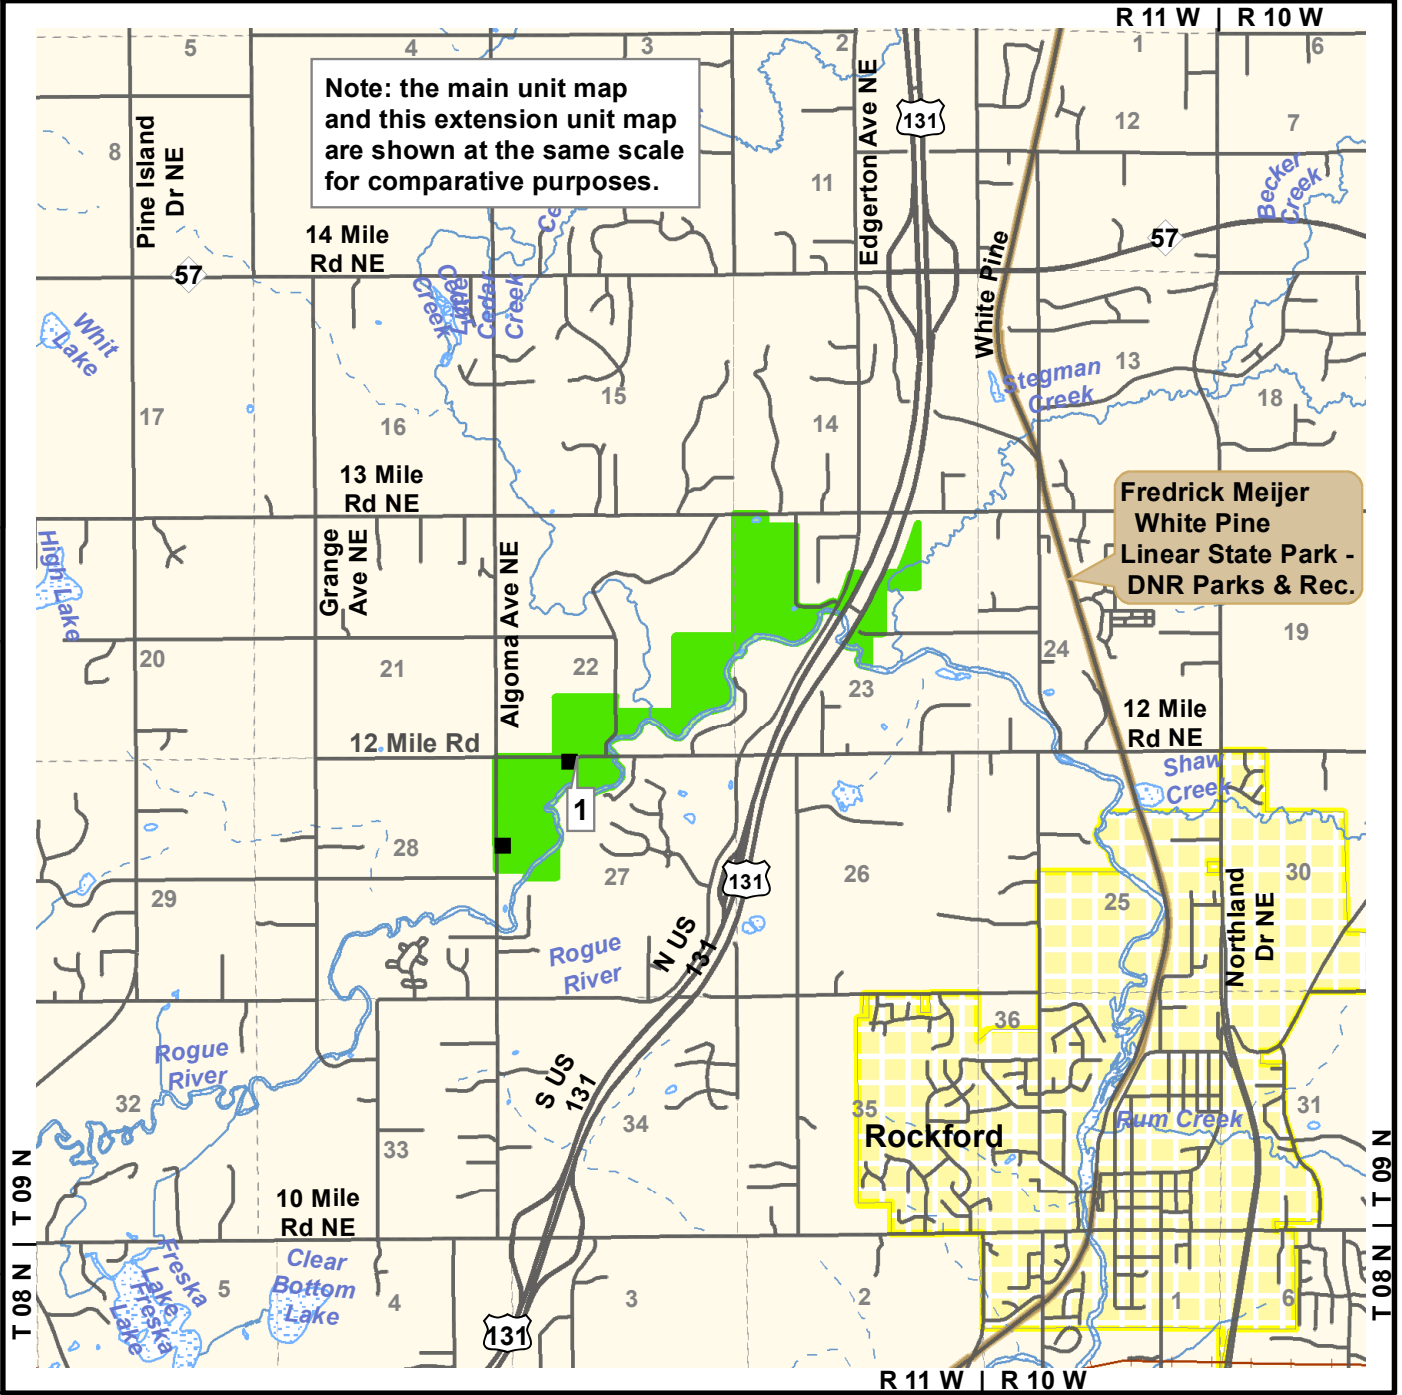 R 11 W | R 10 W
5
4
3
2
1
6
Note: the main unit map
and this extension unit map
are shown at the same scale
for comparative purposes.
Pine Island
Dr NE
8
11
Edgerton Ave NE
131
12
7
Becker
Creek
14 Mile
Rd NE
57
57
Cedar
Creek
Cedar
Creek
White Pine
Whit
Lake
17
16
15
14
13
18
Stegman
Creek
13 Mile
Rd NE
Fredrick Meijer
White Pine
Linear State Park -
DNR Parks & Rec.
High Lake
Grange
Ave NE
Algoma Ave NE
20
21
22
23
24
19
12 Mile Rd
12 Mile
Rd NE
Shaw
Creek
1
28
27
26
25
30
29
131
Northland
Dr NE
Rogue
River
N US
131
36
Rogue
River
S US
131
32
33
34
35
31
Rockford
Rum Creek
T 08 N | T 09 N
T 08 N | T 09 N
10 Mile
Rd NE
Freska
Lake
Freska
Lake
Clear
Bottom
Lake
5
4
3
2
1
6
131
R 11 W | R 10 W